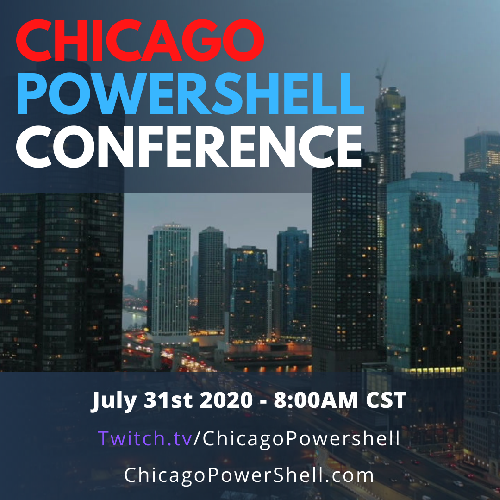 CHICAGO
POWERSHELL
CONFERENCE
July 31st 2020 - 8:00AM CST
Twitch.tv/ChicagoPowershell
ChicagoPowerShell.com